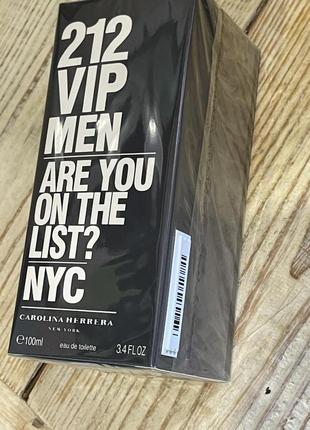 212
VIP
MEN
ARE YOU
ON THE
LIST?
NYC
CAROLINA HERRERA
NEW YORK
℮100ml eau de toilette 3.4 FL.OZ